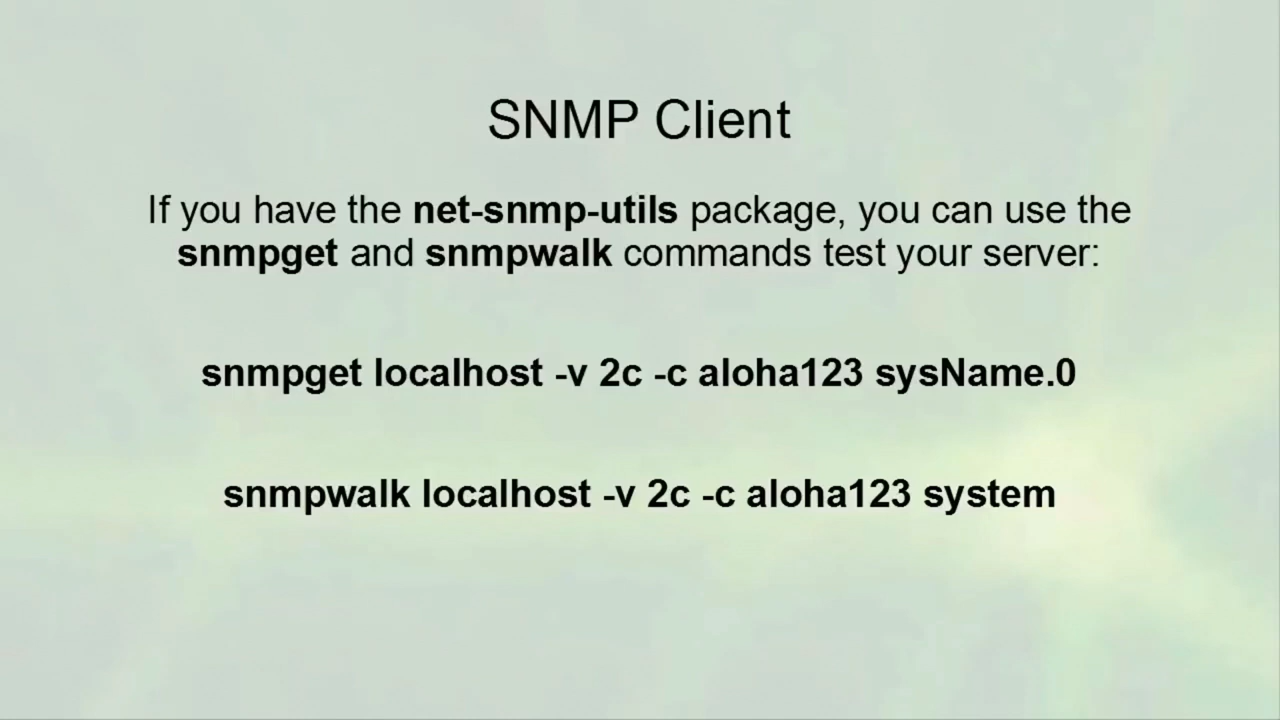 SNMP Client
If you have the net-snmp-utils package, you can use the
snmpget and snmpwalk commands test your server:
snmpget localhost -v 2c -c aloha123 sysName.0
snmpwalk localhost -v 2c -c aloha123 system